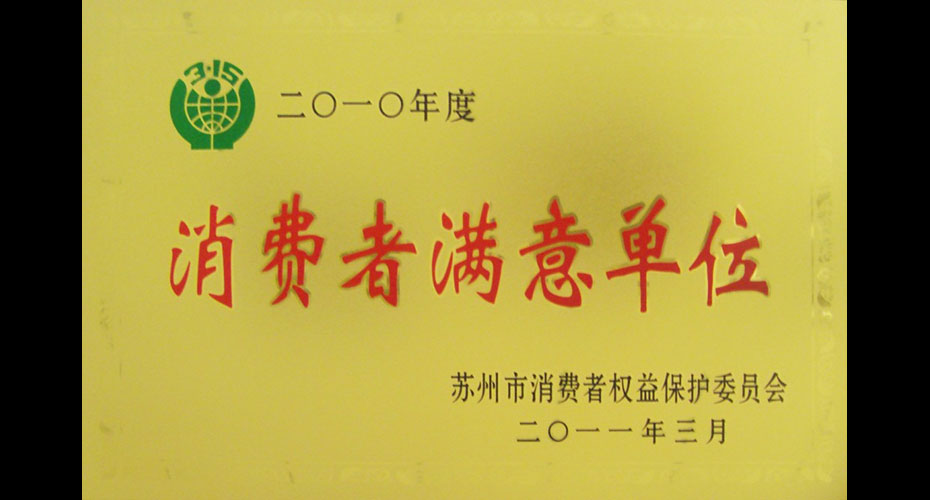 3·15
二〇一〇年度
消费者满意单位
苏州市消费者权益保护委员会
二〇一一年三月